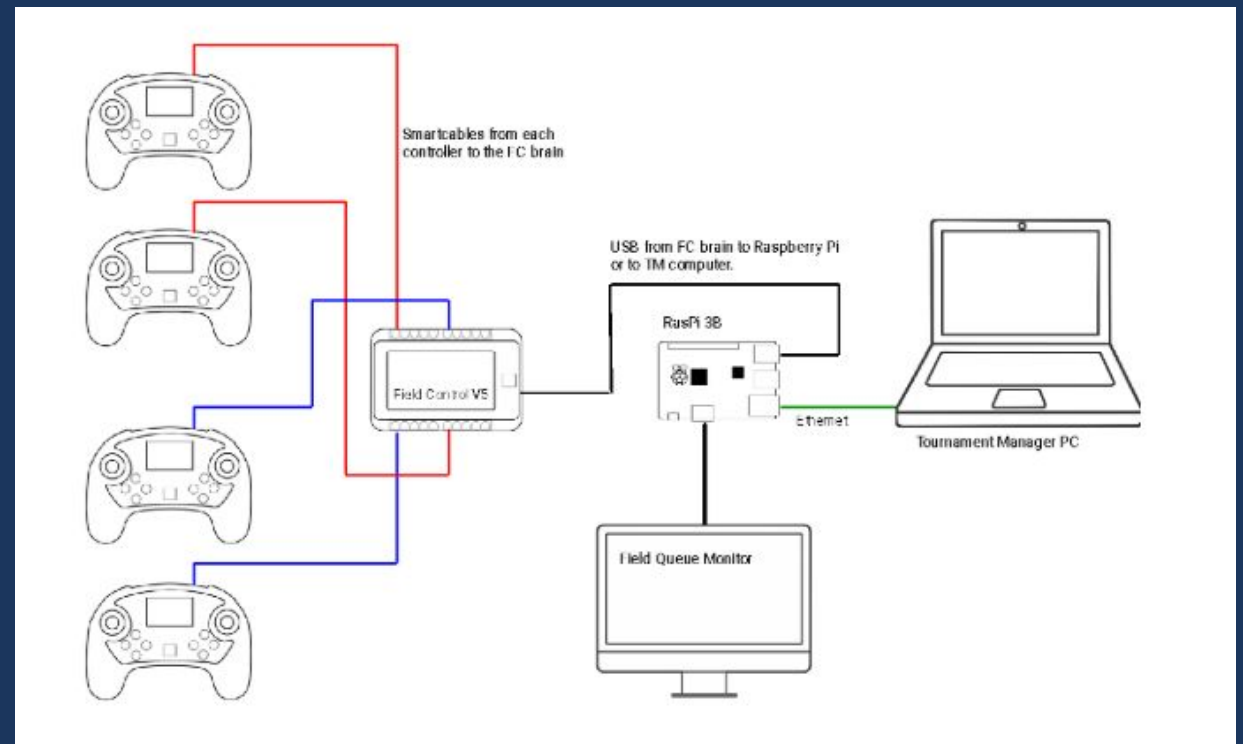 Smartcables from each
controller to the FC brain
USB from FC brain to Raspberry Pi
or to TM computer.
RasPi 3B
Field Control V5
Ethernet
Tournament Manager PC
Field Queue Monitor